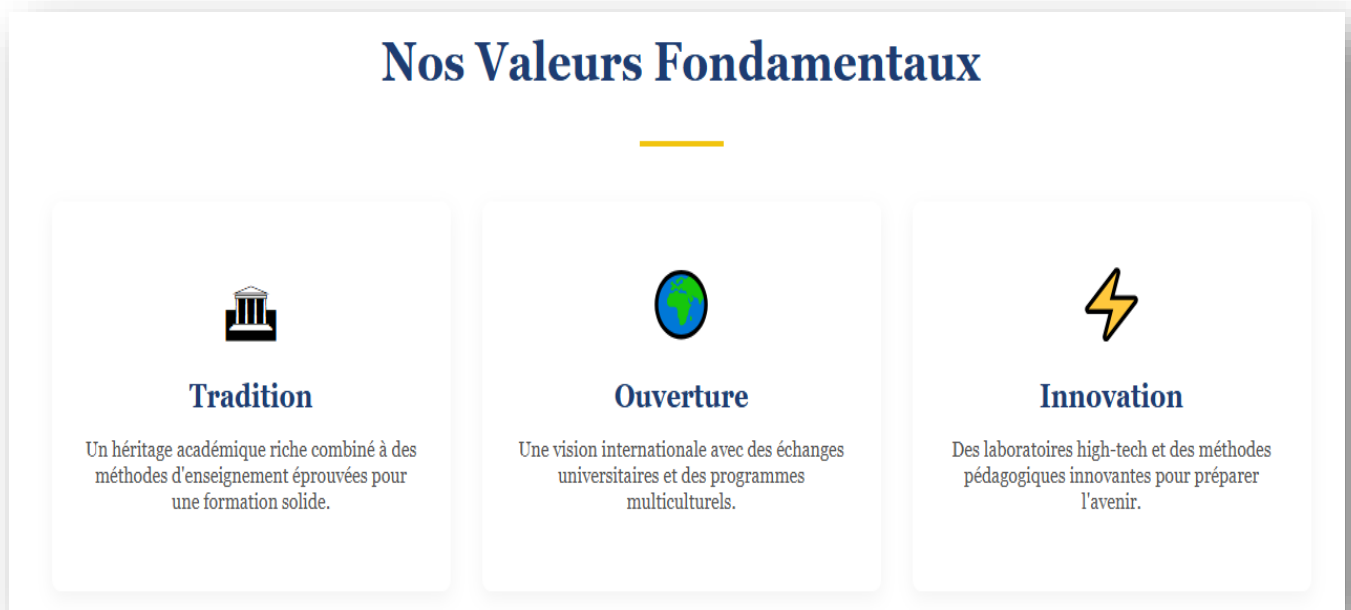 Nos Valeurs Fondamentaux
Tradition
Un héritage académique riche combiné à des
méthodes d'enseignement éprouvées pour
une formation solide.
Ouverture
Une vision internationale avec des échanges
universitaires et des programmes
multiculturels.
Innovation
Des laboratoires high-tech et des méthodes
pédagogiques innovantes pour préparer
l'avenir.